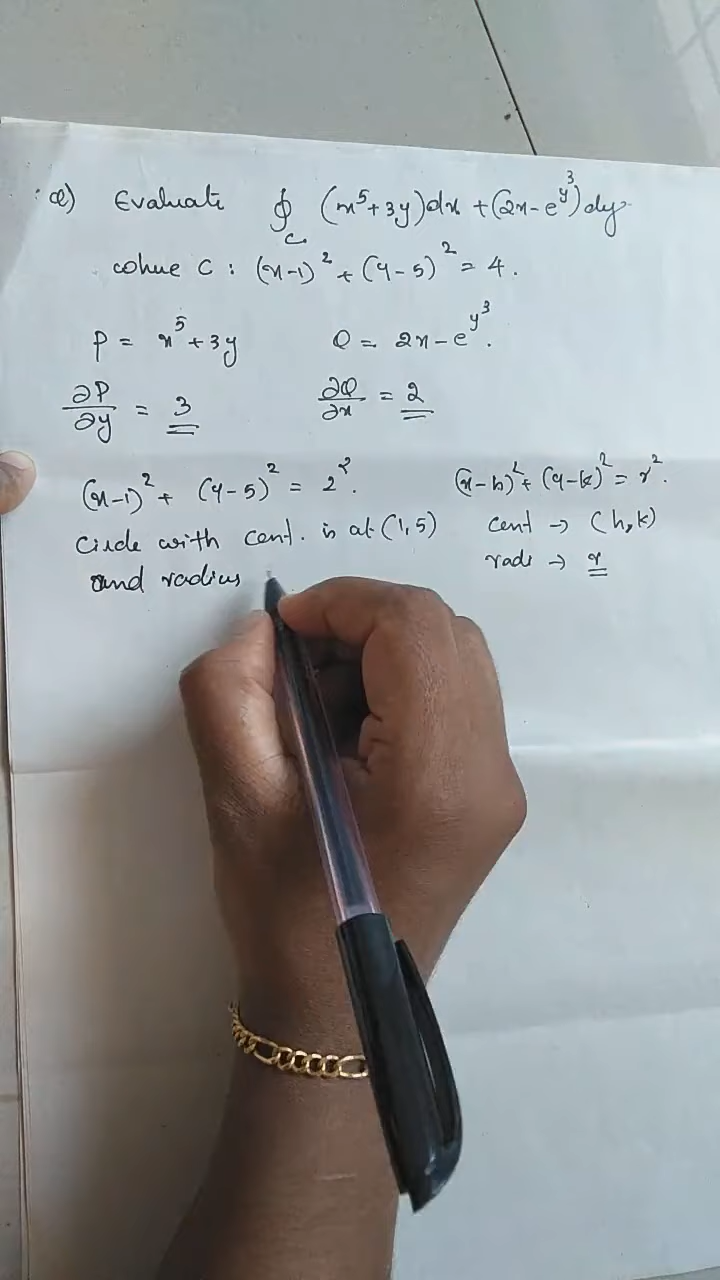 :Q) Evaluate ∮_C (x⁵+3y)dx + (2x-e^{y³})dy
where C : (x-1)² + (y-5)² = 4.
P = x⁵+3y Q = 2x-e^{y³}.
∂P/∂y = 3 ∂Q/∂x = 2
(x-1)² + (y-5)² = 2². (x-h)²+(y-k)² = r².
Circle with cent. is at (1,5) cent → (h,k)
and radius radi → r